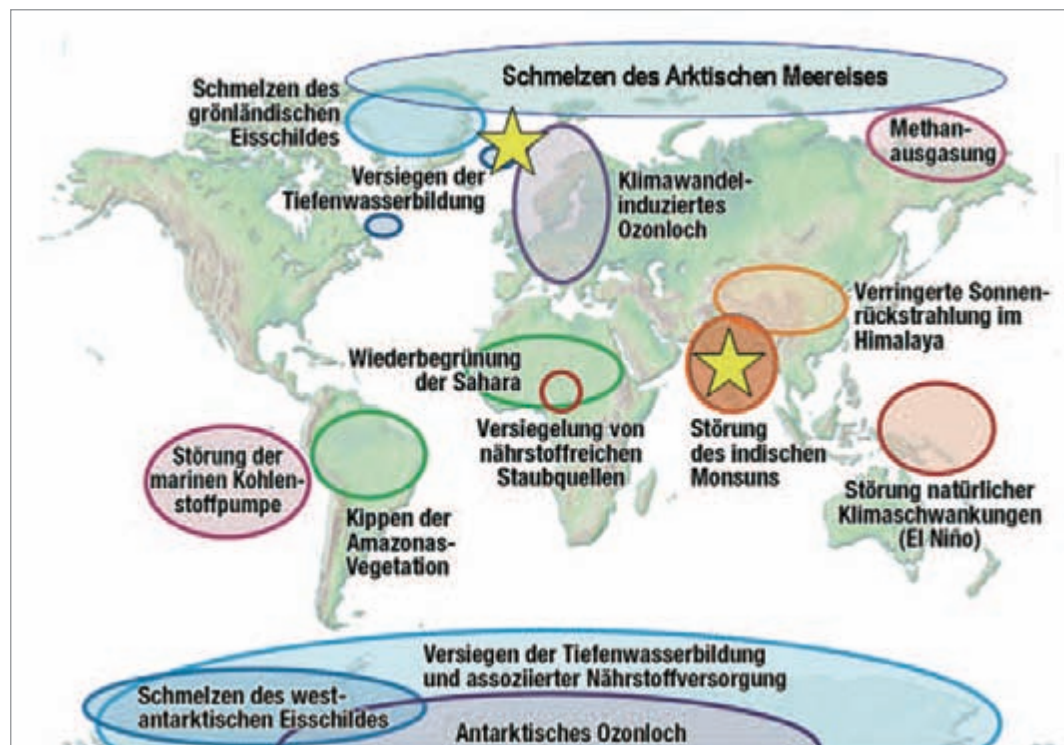 Schmelzen des Arktischen Meereises
Schmelzen des
grönländischen
Eisschildes
Methan-
ausgasung
Versiegen der
Tiefenwasserbildung
Klimawandel-
induziertes
Ozonloch
Verringerte Sonnen-
rückstrahlung im
Himalaya
Wiederbegrünung
der Sahara
Versiegelung von
nährstoffreichen
Staubquellen
Störung
des indischen
Monsuns
Störung der
marinen Kohlen-
stoffpumpe
Störung natürlicher
Klimaschwankungen
(El Niño)
Kippen der
Amazonas-
Vegetation
Versiegen der Tiefenwasserbildung
und assoziierter Nährstoffversorgung
Schmelzen des west-
antarktischen Eisschildes
Antarktisches Ozonloch